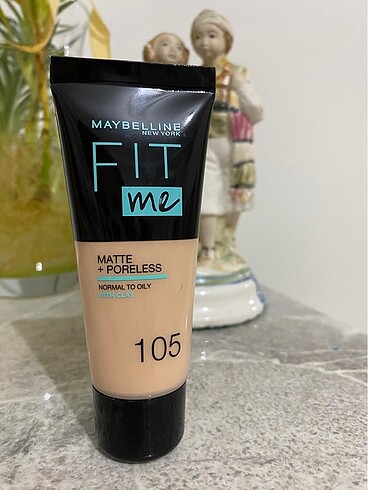 MAYBELLINE
NEW YORK
FIT
me
MATTE
+ PORELESS
NORMAL TO OILY
WITH CLAY
105